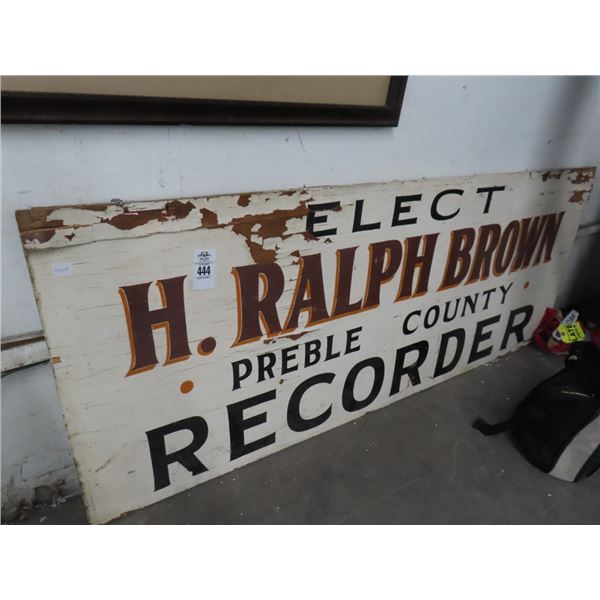 ELECT
H. RALPH BROWN
PREBLE COUNTY
RECORDER
444